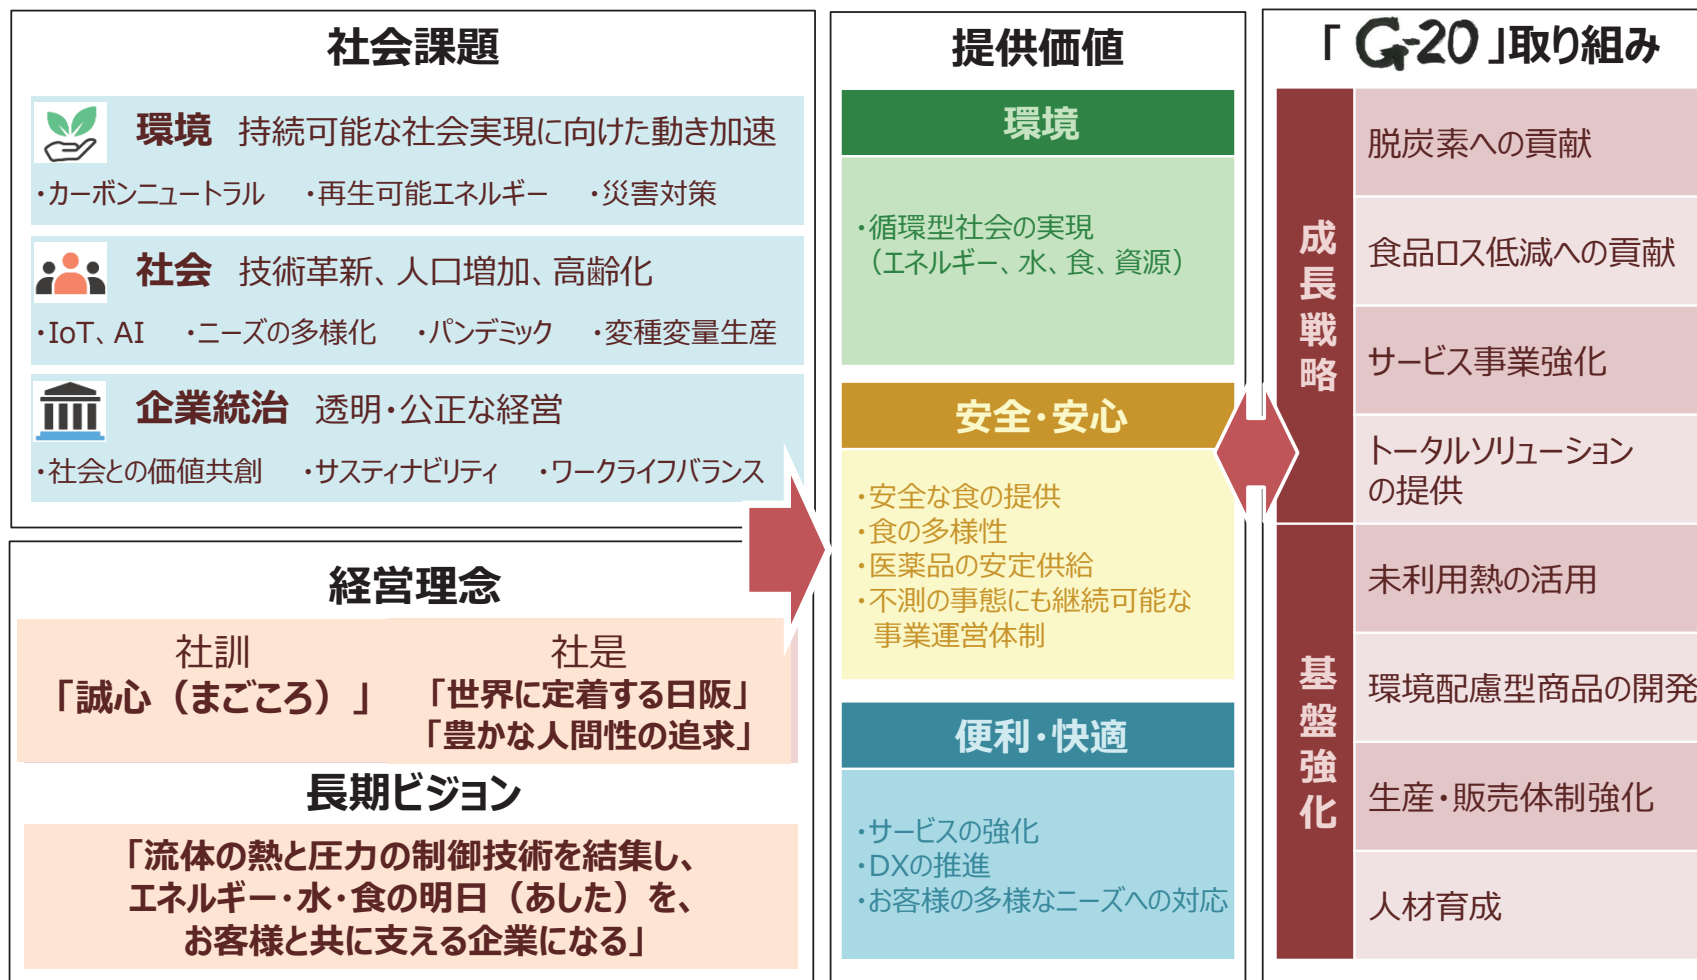 社会課題
環境 持続可能な社会実現に向けた動き加速
・カーボンニュートラル ・再生可能エネルギー ・災害対策
社会 技術革新、人口増加、高齢化
・IoT、AI ・ニーズの多様化 ・パンデミック ・変種変量生産
企業統治 透明・公正な経営
・社会との価値共創 ・サスティナビリティ ・ワークライフバランス
経営理念
社訓
「誠心（まごころ）」
社是
「世界に定着する日阪」
「豊かな人間性の追求」
長期ビジョン
「流体の熱と圧力の制御技術を結集し、
エネルギー・水・食の明日（あした）を、
お客様と共に支える企業になる」
提供価値
環境
・循環型社会の実現
（エネルギー、水、食、資源）
安全・安心
・安全な食の提供
・食の多様性
・医薬品の安定供給
・不測の事態にも継続可能な
事業運営体制
便利・快適
・サービスの強化
・DXの推進
・お客様の多様なニーズへの対応
「G-20」取り組み
成長戦略
脱炭素への貢献
食品ロス低減への貢献
サービス事業強化
トータルソリューション
の提供
基盤強化
未利用熱の活用
環境配慮型商品の開発
生産・販売体制強化
人材育成